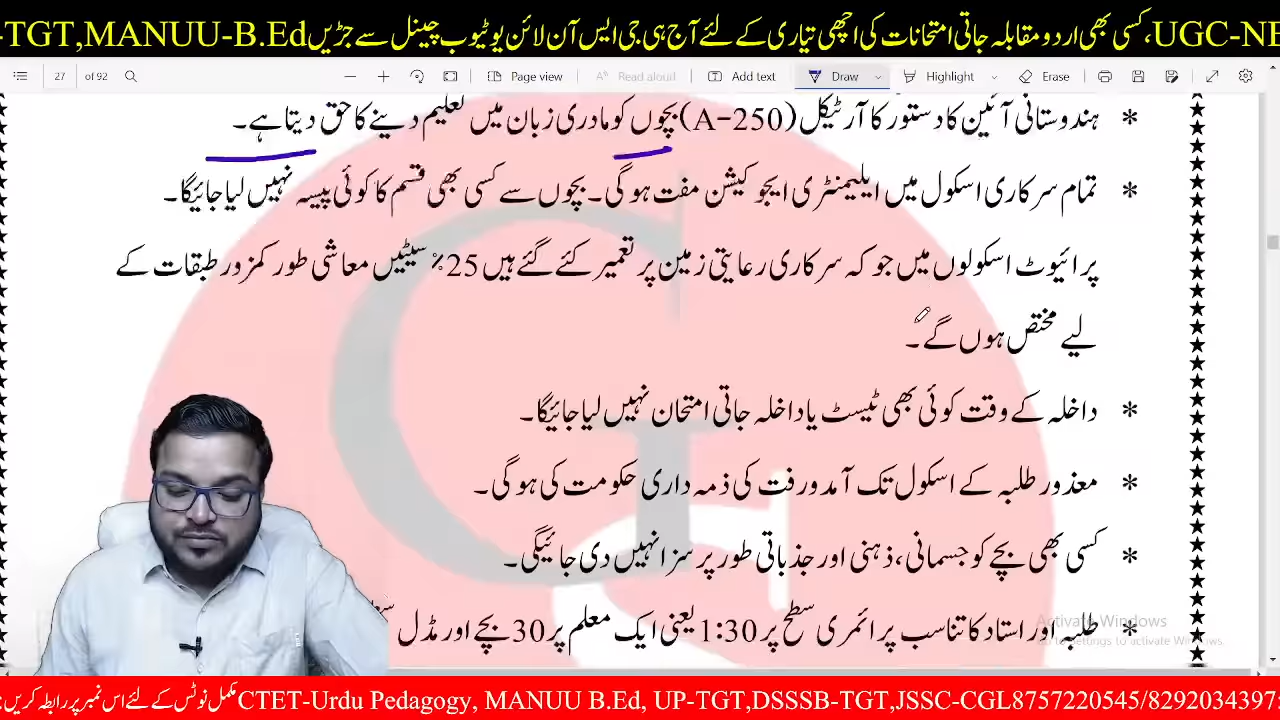 UGC-NE، کسی بھی اردو مقابلہ جاتی امتحانات کی اچھی تیاری کے لئے آج ہی جی ایس آن لائن یوٹیوب چینل سے جڑیں TGT,MANUU-B.Ed-
27 of 92 Page view Read aloud Add text Draw Highlight Erase
* ہندوستانی آئین کا دستور کا آرٹیکل (A-250) بچوں کو مادری زبان میں تعلیم دینے کا حق دیتا ہے۔
* تمام سرکاری اسکول میں ایلیمنٹری ایجوکیشن مفت ہوگی۔ بچوں سے کسی بھی قسم کا کوئی پیسہ نہیں لیا جائیگا۔
پرائیوٹ اسکولوں میں جو کہ سرکاری رعایتی زمین پر تعمیر کئے گئے ہیں 25% سیٹیں معاشی طور کمزور طبقات کے
لیے مختص ہوں گے۔
* داخلہ کے وقت کوئی بھی ٹیسٹ یا داخلہ جاتی امتحان نہیں لیا جائیگا۔
* معذور طلبہ کے اسکول تک آمدورفت کی ذمہ داری حکومت کی ہوگی۔
* کسی بھی بچے کو جسمانی، ذہنی اور جذباتی طور پر سزا نہیں دی جائیگی۔
* طلبہ اور استاد کا تناسب پرائمری سطح پر 1:30 یعنی ایک معلم پر 30 بچے اور مڈل
Activate Windows
to settings to activate Windows.
CTET-Urdu Pedagogy, MANUU B.Ed, UP-TGT,DSSSB-TGT,JSSC-CGL مکمل نوٹس کے لئے اس نمبر پر رابطہ کریں: 8757220545/8292034397